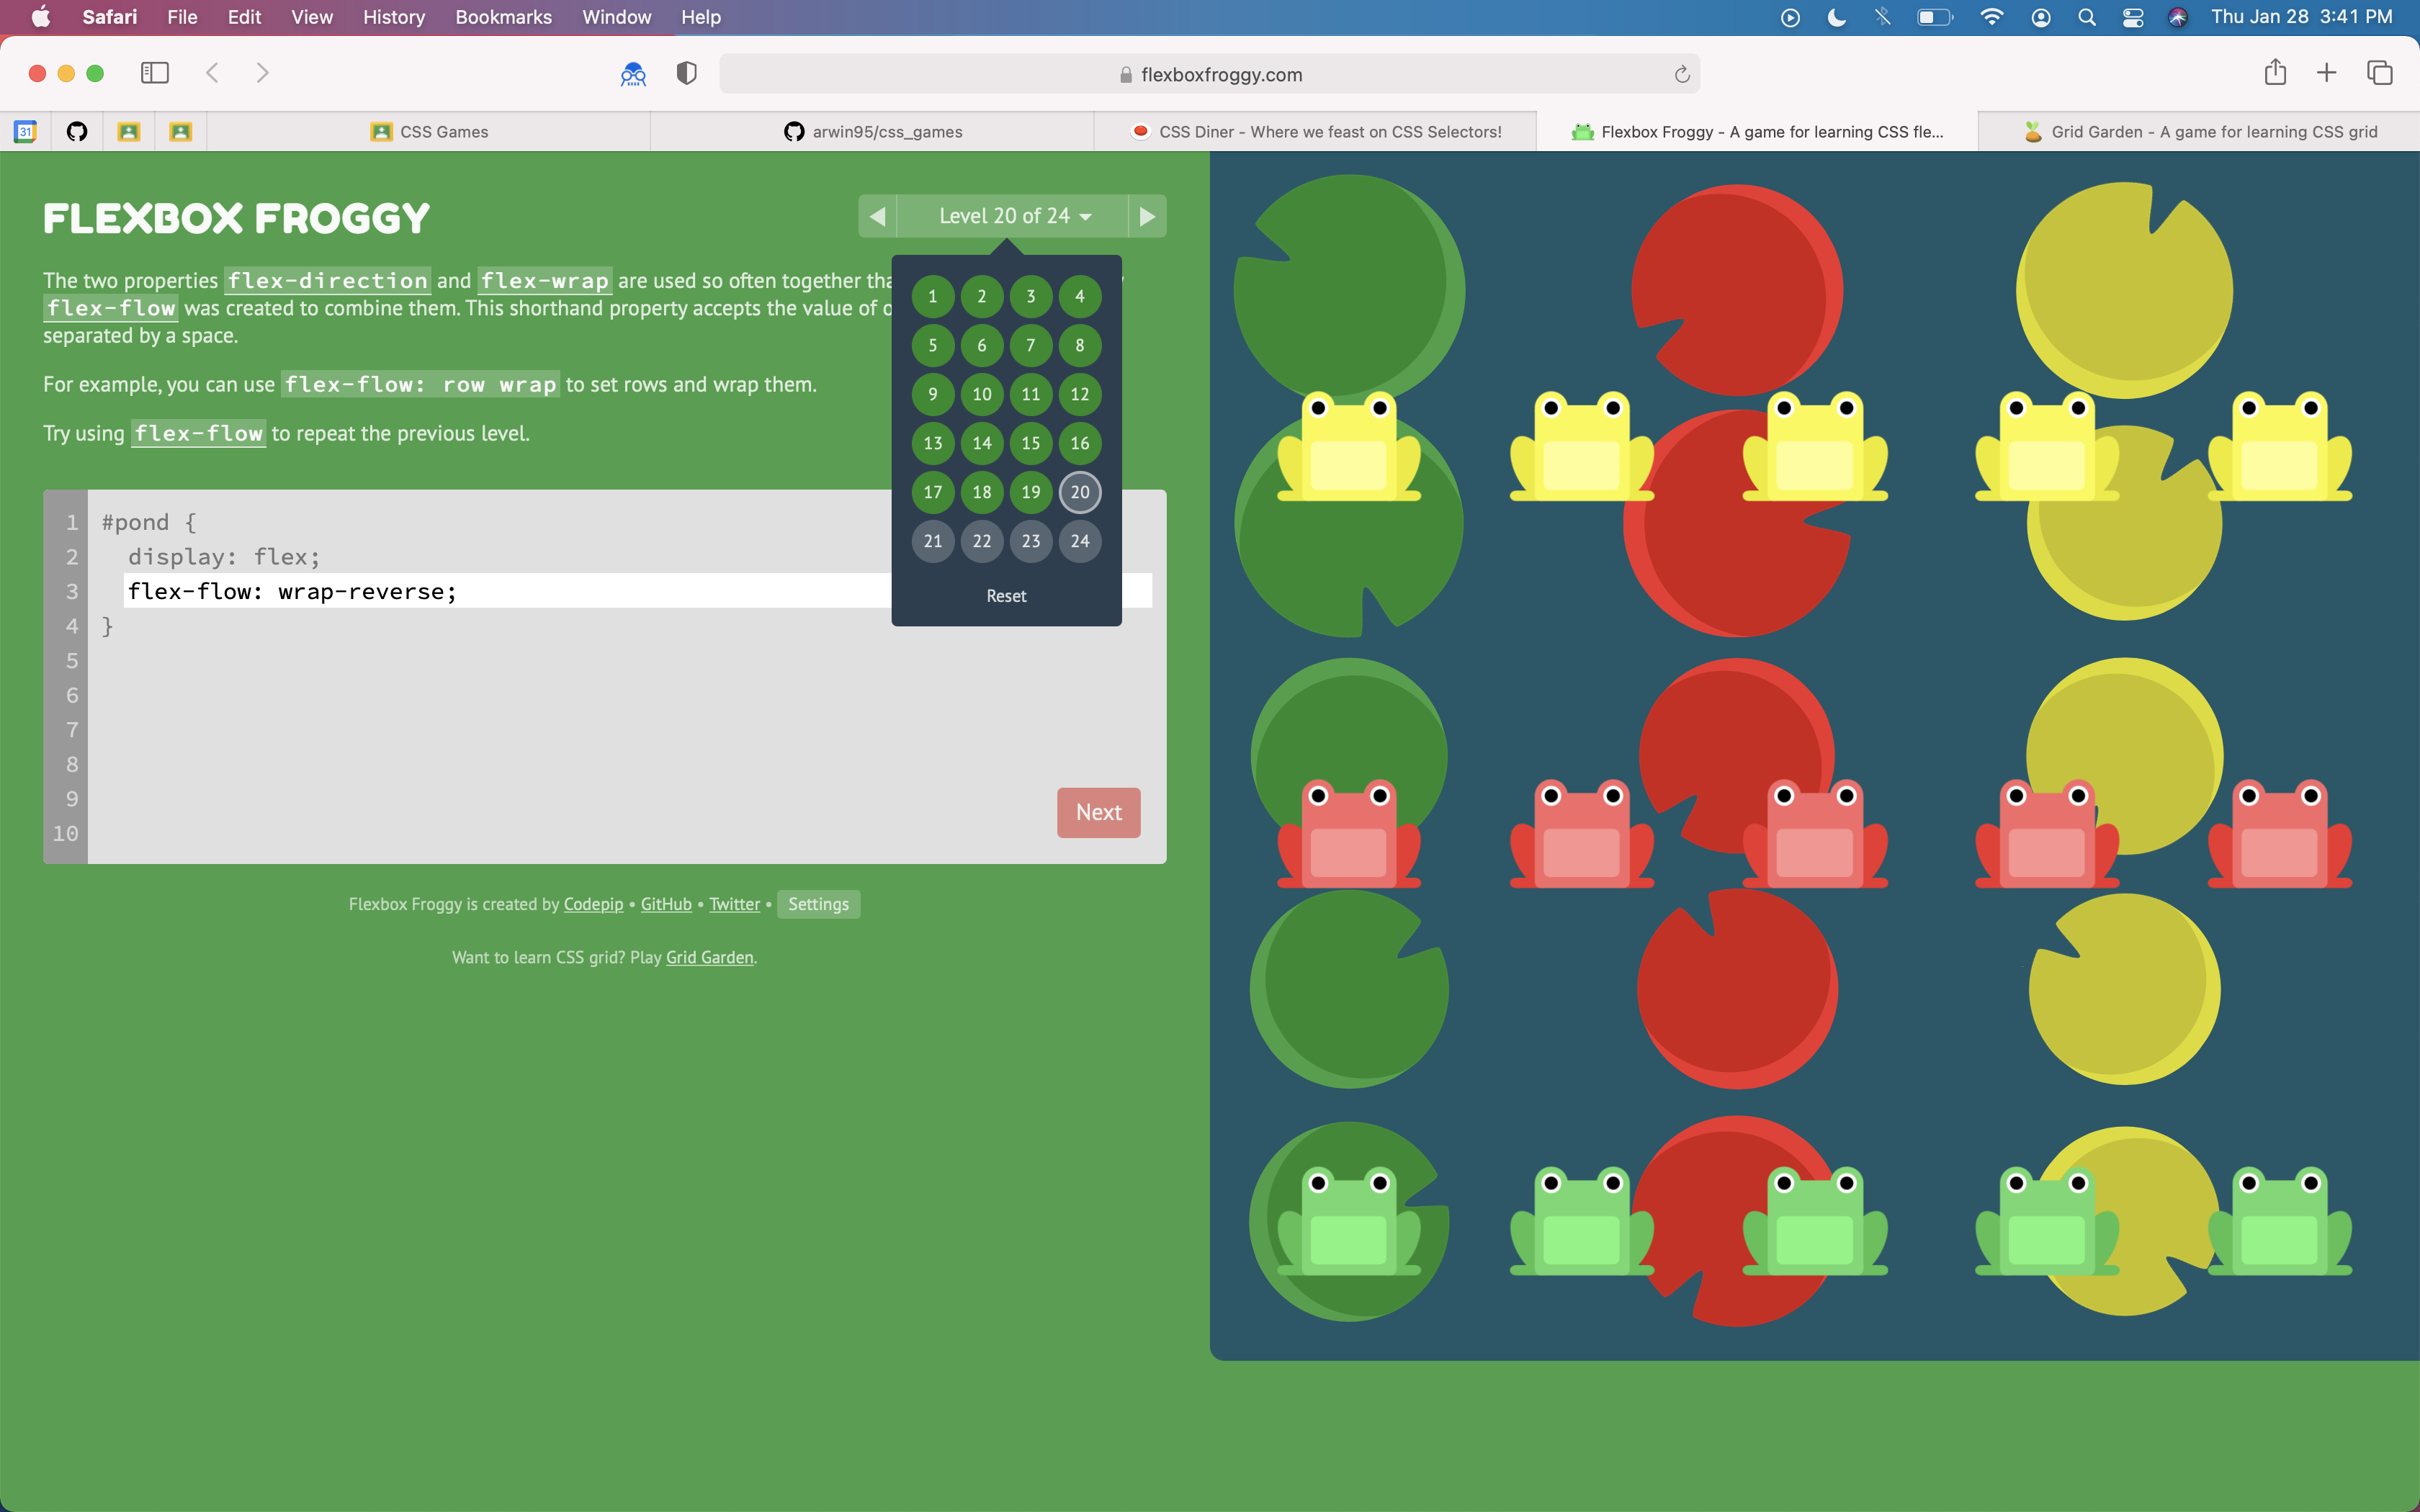 Safari File Edit View History Bookmarks Window Help Thu Jan 28 3:41 PM
flexboxfroggy.com
31 CSS Games arwin95/css_games CSS Diner - Where we feast on CSS Selectors! Flexbox Froggy - A game for learning CSS fle... Grid Garden - A game for learning CSS grid
FLEXBOX FROGGY
Level 20 of 24
The two properties flex-direction and flex-wrap are used so often together
flex-flow was created to combine them. This shorthand property accepts the value of
separated by a space.
For example, you can use flex-flow: row wrap to set rows and wrap them.
Try using flex-flow to repeat the previous level.
1 2 3 4
5 6 7 8
9 10 11 12
13 14 15 16
17 18 19 20
21 22 23 24
Reset
1 #pond {
2 display: flex;
3 flex-flow: wrap-reverse;
4 }
5
6
7
8
9
10
Next
Flexbox Froggy is created by Codepip • GitHub • Twitter • Settings
Want to learn CSS grid? Play Grid Garden.